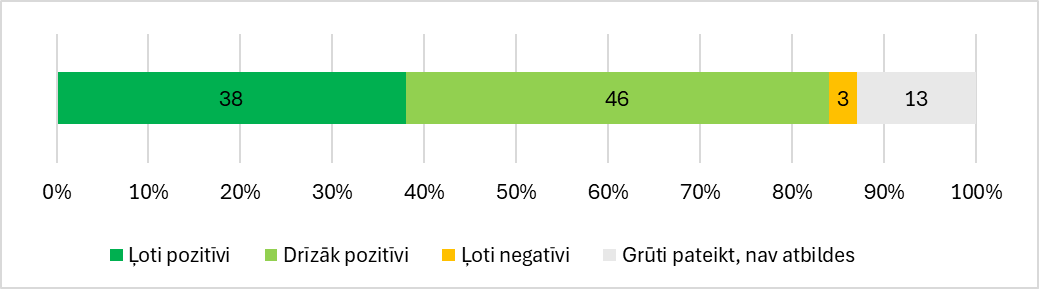 38 46 3 13
0% 10% 20% 30% 40% 50% 60% 70% 80% 90% 100%
Ļoti pozitīvi Drīzāk pozitīvi Ļoti negatīvi Grūti pateikt, nav atbildes